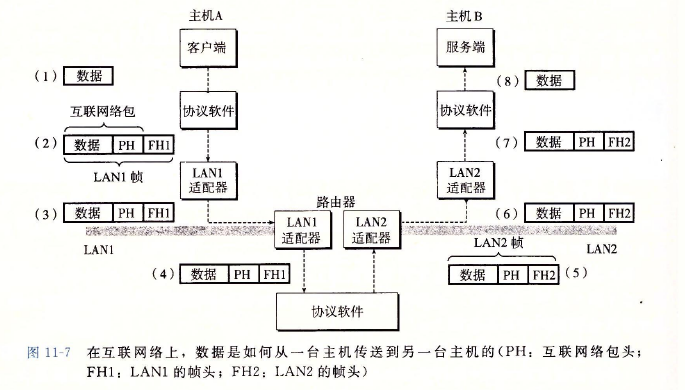 主机A
主机B
客户端
服务端
(1) 数据
(8) 数据
协议软件
协议软件
互联网络包
(2) 数据 PH FH1
(7) 数据 PH FH2
LAN1 帧
LAN1
适配器
LAN2
适配器
(3) 数据 PH FH1
路由器
(6) 数据 PH FH2
LAN1
适配器
LAN2
适配器
LAN1
LAN2 帧
LAN2
(4) 数据 PH FH1
数据 PH FH2 (5)
协议软件
图 11-7 在互联网络上，数据是如何从一台主机传送到另一台主机的(PH：互联网络包头；
FH1：LAN1 的帧头；FH2：LAN2 的帧头)